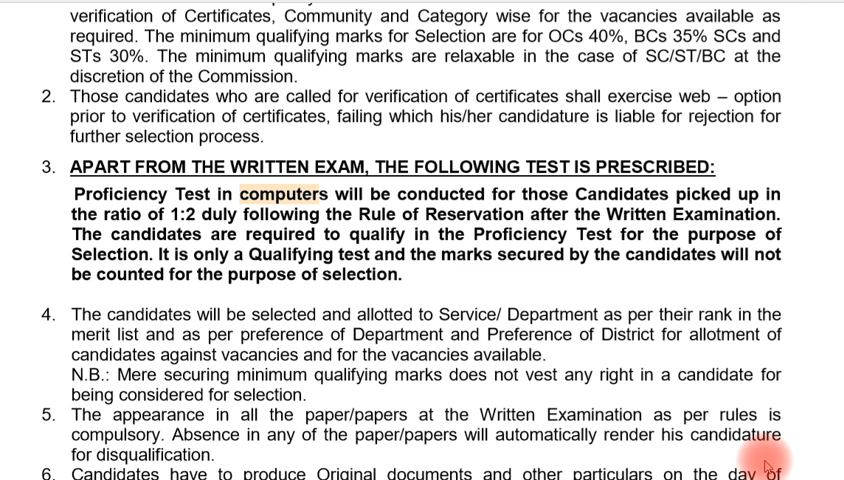 verification of Certificates, Community and Category wise for the vacancies available as
required. The minimum qualifying marks for Selection are for OCs 40%, BCs 35% SCs and
STs 30%. The minimum qualifying marks are relaxable in the case of SC/ST/BC at the
discretion of the Commission.
2. Those candidates who are called for verification of certificates shall exercise web – option
prior to verification of certificates, failing which his/her candidature is liable for rejection for
further selection process.
3. APART FROM THE WRITTEN EXAM, THE FOLLOWING TEST IS PRESCRIBED:
Proficiency Test in computers will be conducted for those Candidates picked up in
the ratio of 1:2 duly following the Rule of Reservation after the Written Examination.
The candidates are required to qualify in the Proficiency Test for the purpose of
Selection. It is only a Qualifying test and the marks secured by the candidates will not
be counted for the purpose of selection.
4. The candidates will be selected and allotted to Service/ Department as per their rank in the
merit list and as per preference of Department and Preference of District for allotment of
candidates against vacancies and for the vacancies available.
N.B.: Mere securing minimum qualifying marks does not vest any right in a candidate for
being considered for selection.
5. The appearance in all the paper/papers at the Written Examination as per rules is
compulsory. Absence in any of the paper/papers will automatically render his candidature
for disqualification.
6. Candidates have to produce Original documents and other particulars on the day of